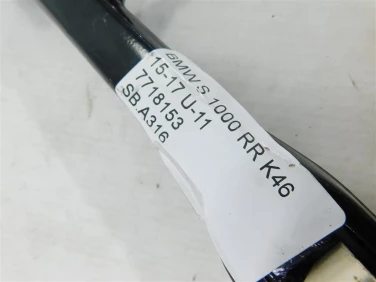 BMW S 1000 RR K46
15-17 U-11
7718153
SB.A316